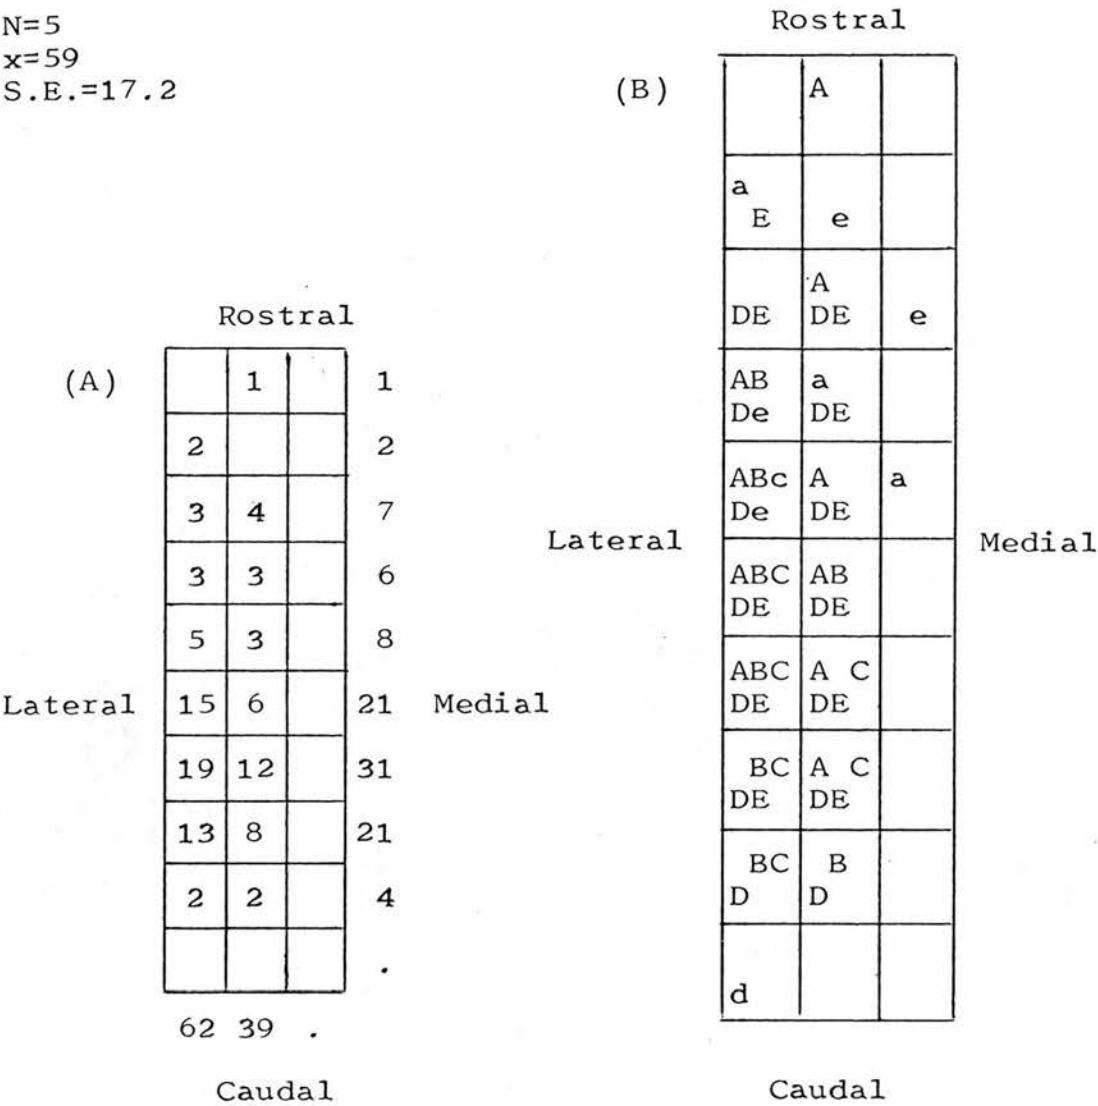 N=5
x=59
S.E.=17.2
Rostral
(A)
1 1
2 2
3 4 7
3 3 6
5 3 8
Lateral 15 6 21 Medial
19 12 31
13 8 21
2 2 4
.
62 39 .
Caudal
Rostral
(B)
A
a
E e
A
DE DE e
AB a
De DE
ABc A a
De DE
Lateral Medial
ABC AB
DE DE
ABC A C
DE DE
BC A C
DE DE
BC B
D D
d
Caudal